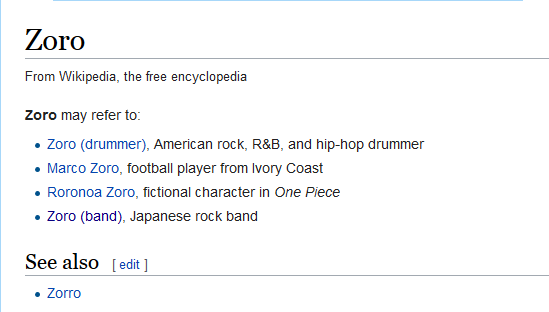 Zoro
From Wikipedia, the free encyclopedia
Zoro may refer to:
Zoro (drummer), American rock, R&B, and hip-hop drummer
Marco Zoro, football player from Ivory Coast
Roronoa Zoro, fictional character in One Piece
Zoro (band), Japanese rock band
See also [ edit ]
Zorro